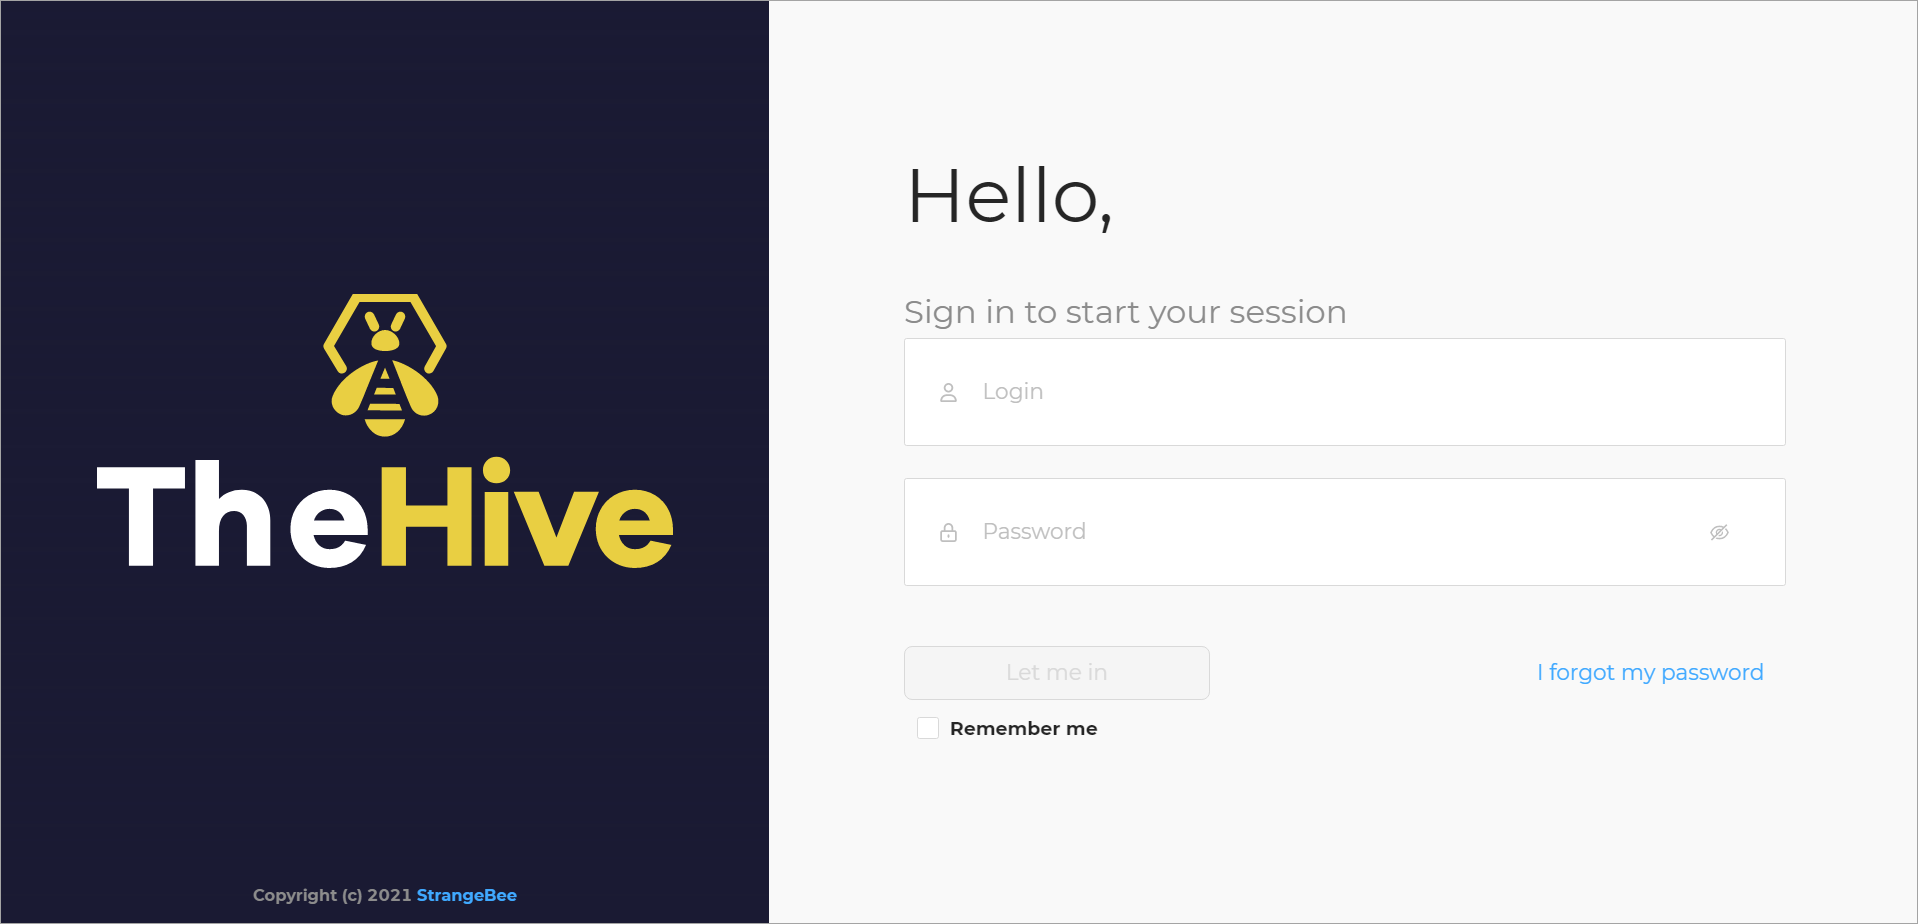 TheHive
Copyright (c) 2021 StrangeBee
Hello,
Sign in to start your session
Login
Password
Let me in
I forgot my password
Remember me